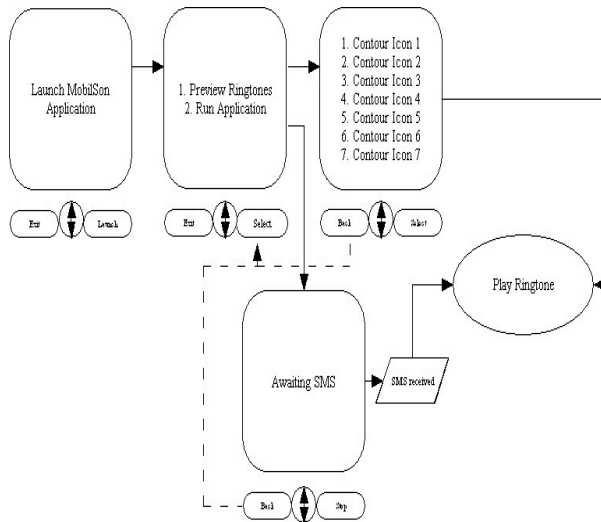 Launch MobilSon
Application
1. Preview Ringtones
2. Run Application
1. Contour Icon 1
2. Contour Icon 2
3. Contour Icon 3
4. Contour Icon 4
5. Contour Icon 5
6. Contour Icon 6
7. Contour Icon 7
Exit
Launch
Exit
Select
Back
Select
Play Ringtone
Awaiting SMS
SMS received
Back
Stop